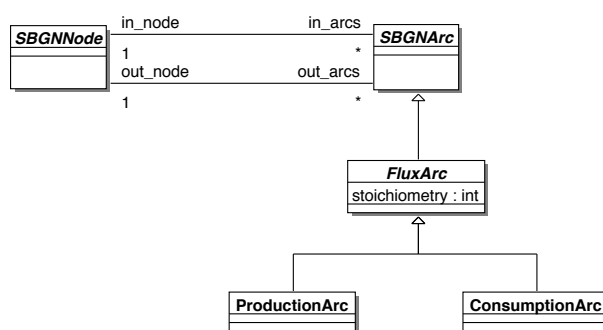 in_node in_arcs
SBGNNode SBGNArc
1 *
out_node out_arcs
1 *
FluxArc
stoichiometry : int
ProductionArc ConsumptionArc